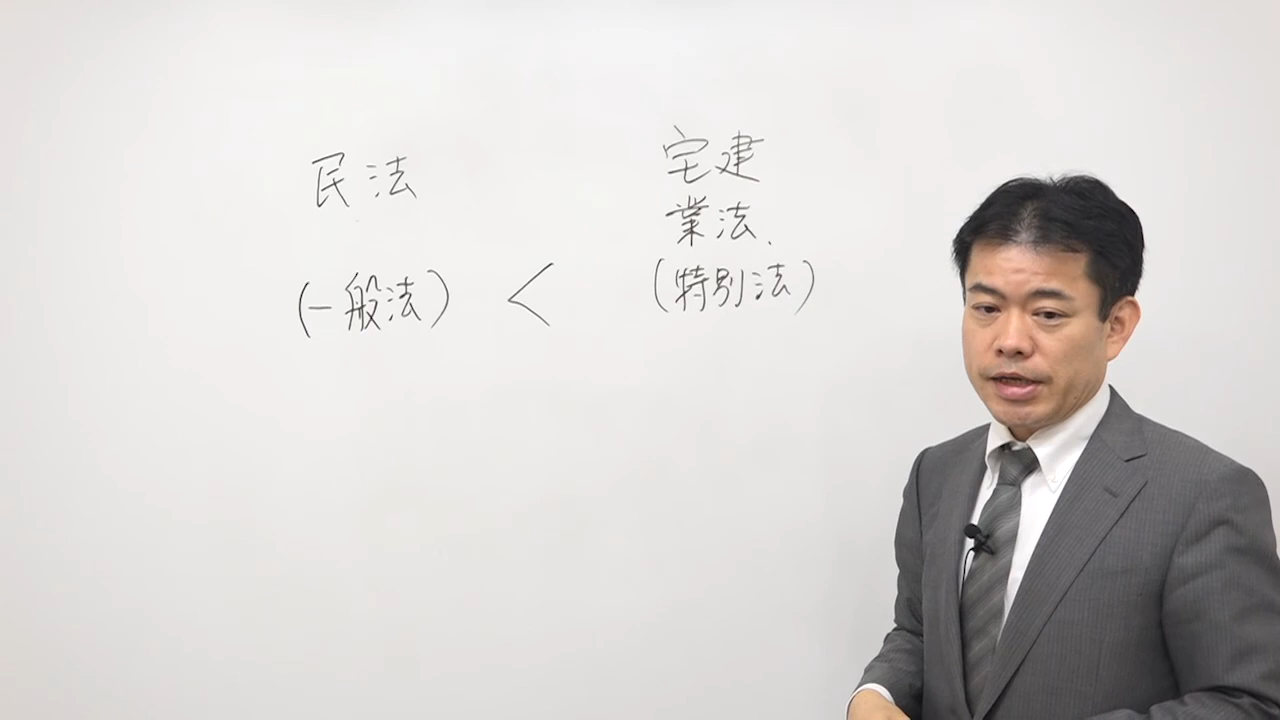 民法
(一般法)
<
宅建
業法、
(特別法)